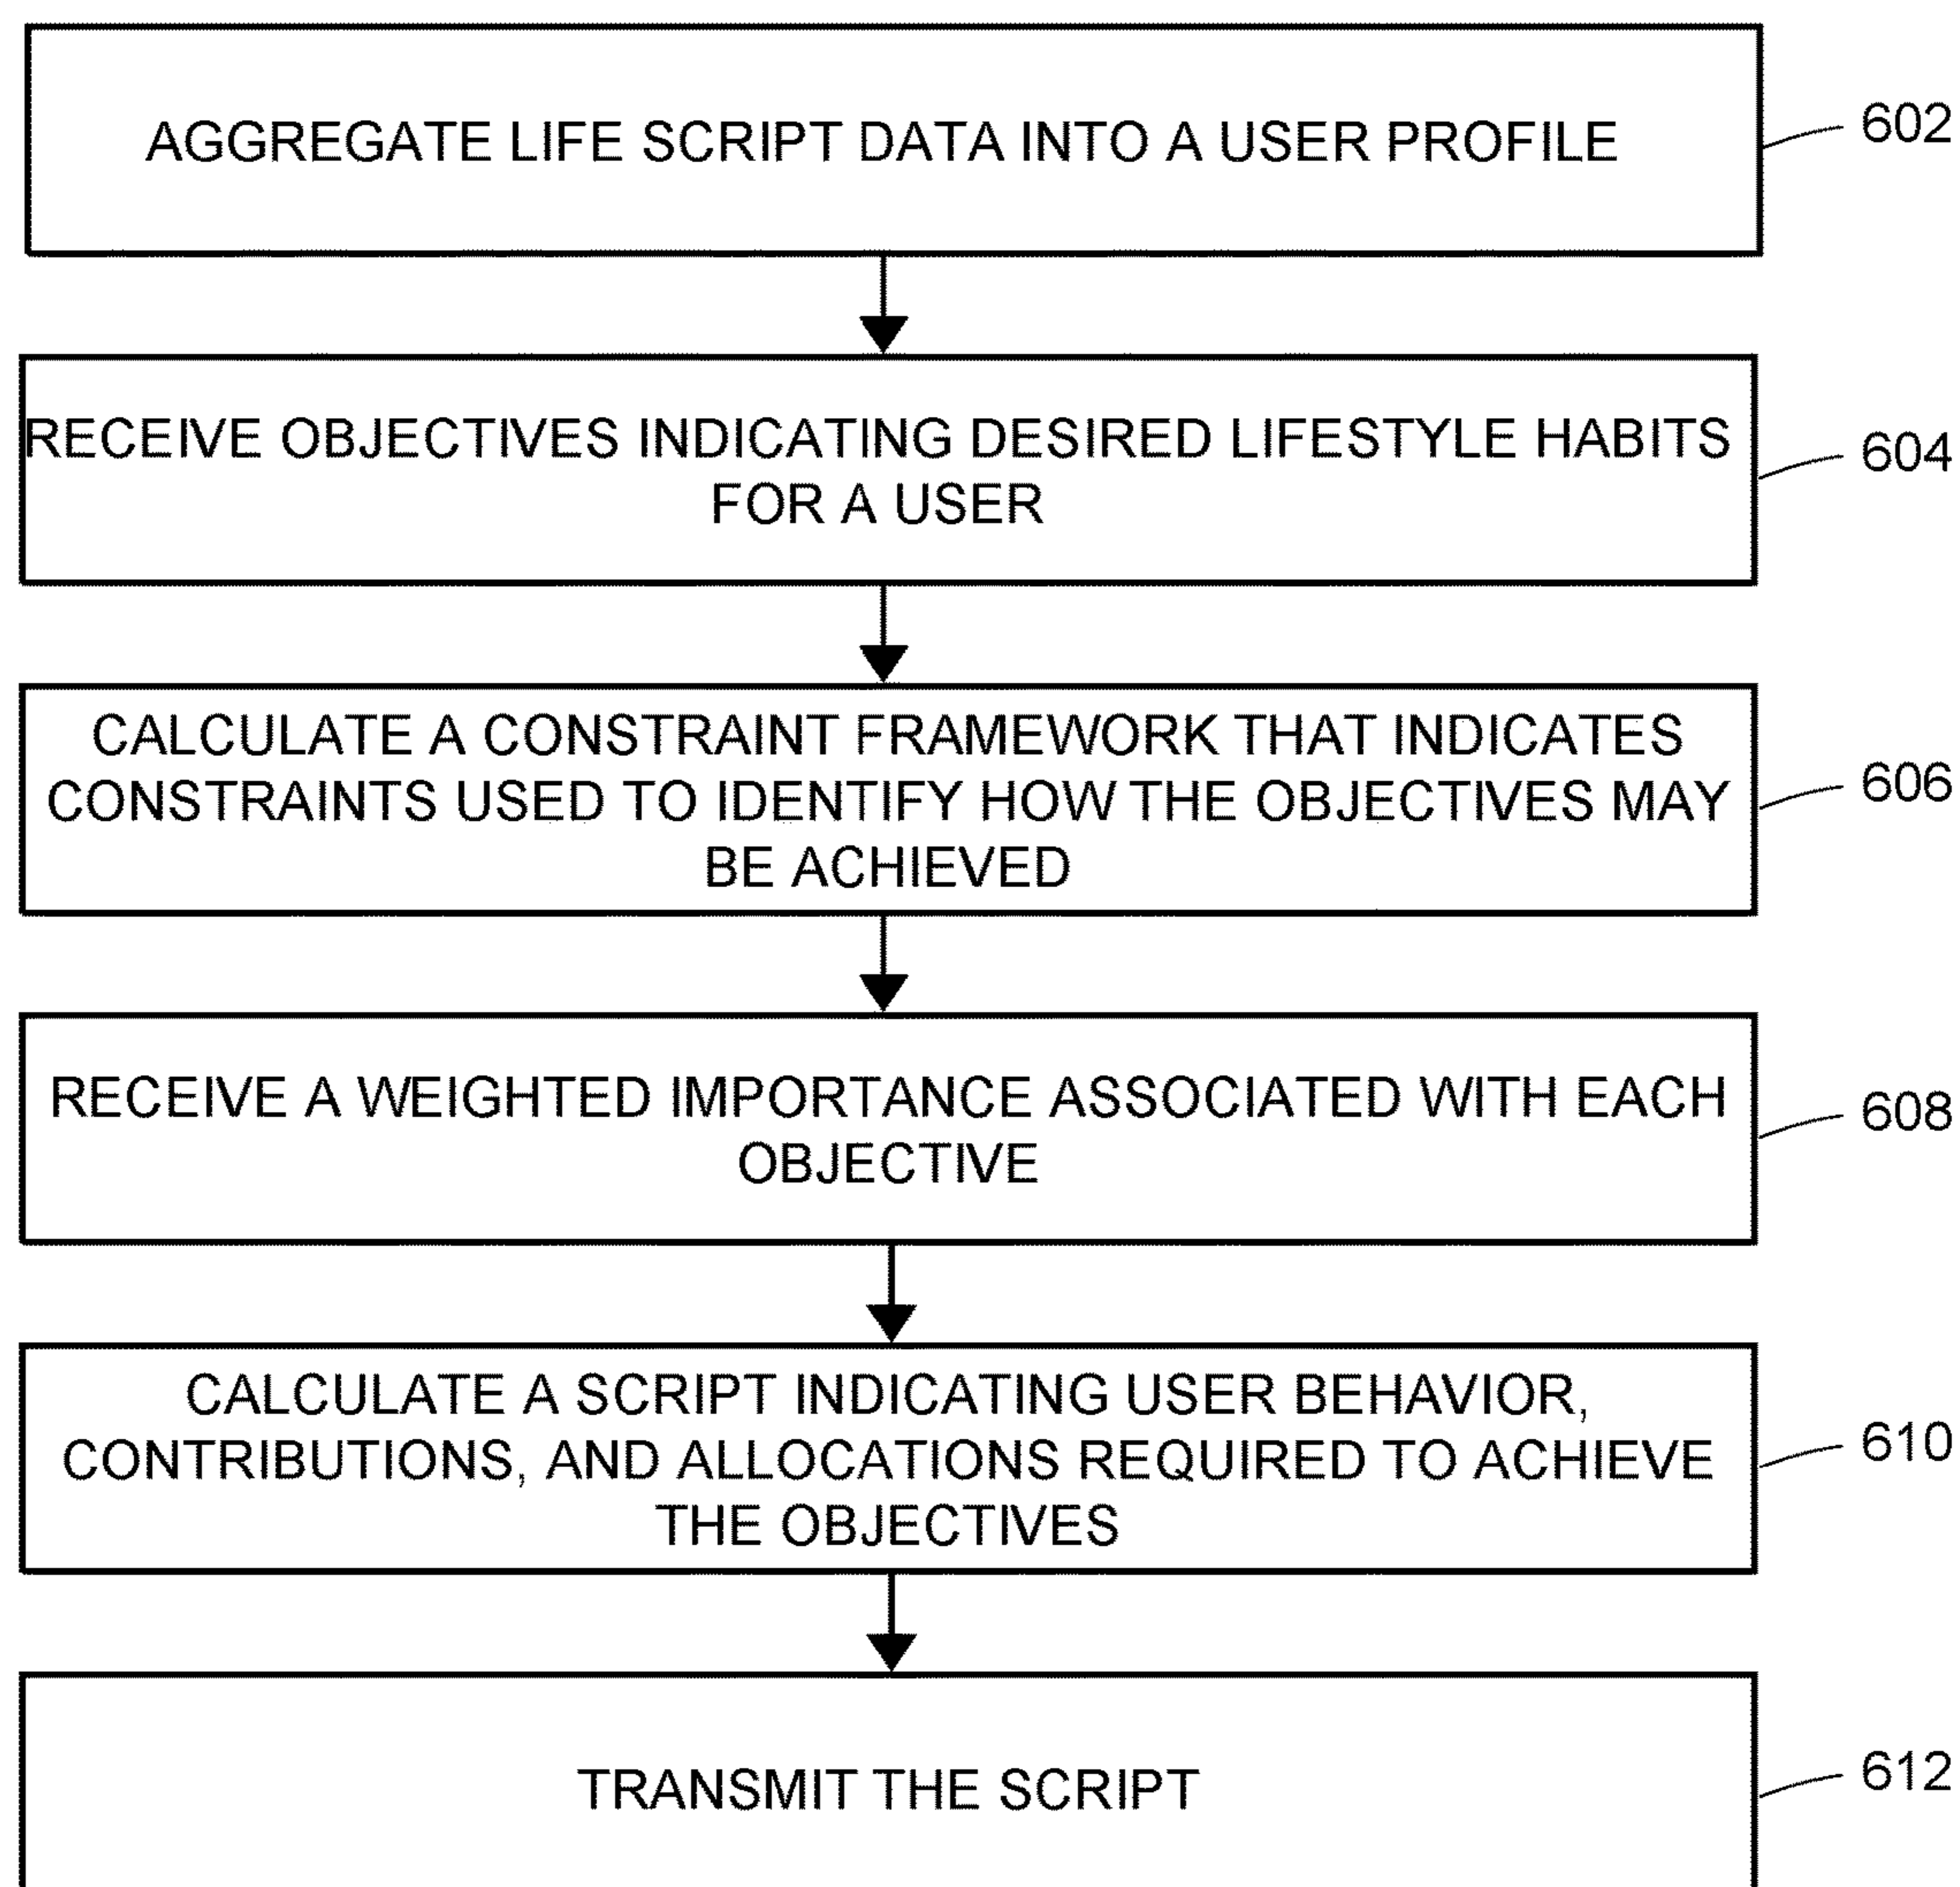 AGGREGATE LIFE SCRIPT DATA INTO A USER PROFILE
602
RECEIVE OBJECTIVES INDICATING DESIRED LIFESTYLE HABITS
FOR A USER
604
CALCULATE A CONSTRAINT FRAMEWORK THAT INDICATES
CONSTRAINTS USED TO IDENTIFY HOW THE OBJECTIVES MAY
BE ACHIEVED
606
RECEIVE A WEIGHTED IMPORTANCE ASSOCIATED WITH EACH
OBJECTIVE
608
CALCULATE A SCRIPT INDICATING USER BEHAVIOR,
CONTRIBUTIONS, AND ALLOCATIONS REQUIRED TO ACHIEVE
THE OBJECTIVES
610
TRANSMIT THE SCRIPT
612